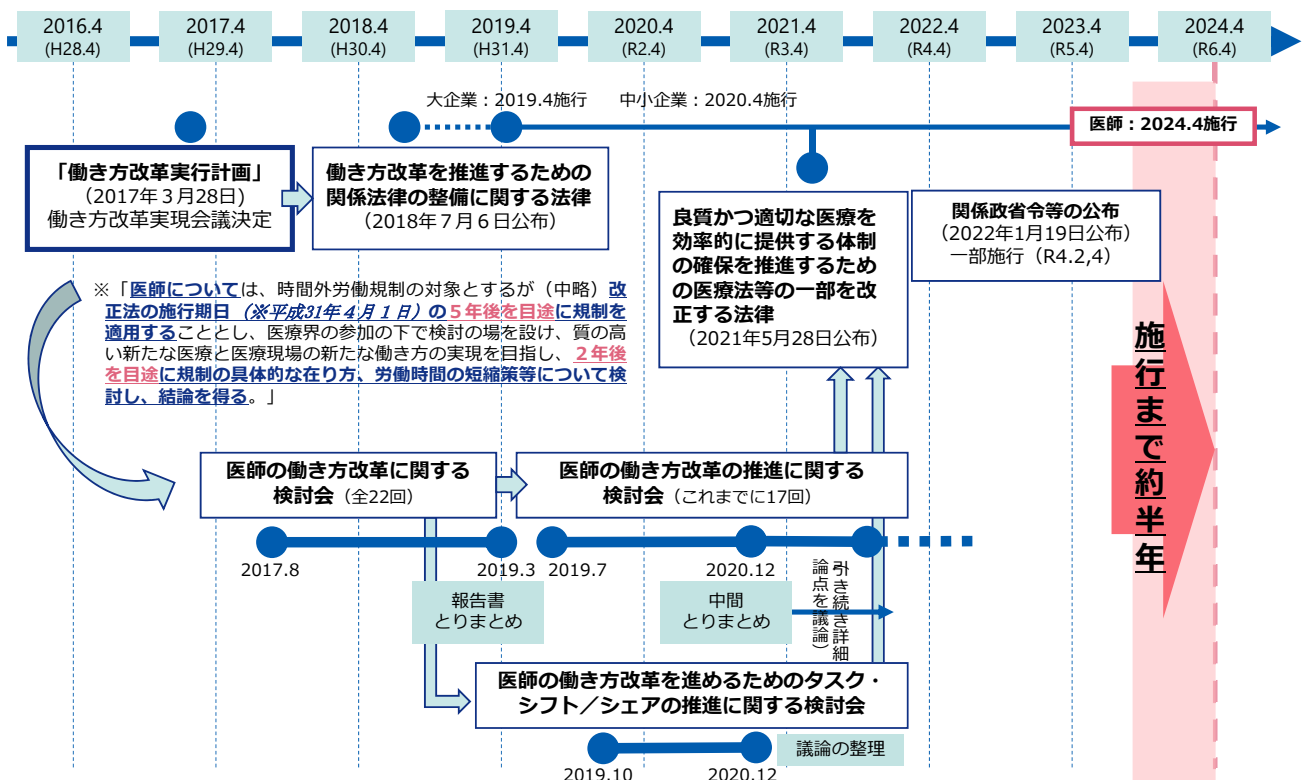 2016.4
(H28.4)
2017.4
(H29.4)
2018.4
(H30.4)
2019.4
(H31.4)
2020.4
(R2.4)
2021.4
(R3.4)
2022.4
(R4.4)
2023.4
(R5.4)
2024.4
(R6.4)
大企業：2019.4施行
中小企業：2020.4施行
医師：2024.4施行
「働き方改革実行計画」
（2017年３月28日)
働き方改革実現会議決定
働き方改革を推進するための
関係法律の整備に関する法律
（2018年７月６日公布）
良質かつ適切な医療を
効率的に提供する体制
の確保を推進するため
の医療法等の一部を改
正する法律
（2021年5月28日公布）
関係政省令等の公布
（2022年1月19日公布）
一部施行（R4.2,4）
※「医師については、時間外労働規制の対象とするが（中略）改
正法の施行期日（※平成31年４月１日）の５年後を目途に規制を
適用することとし、医療界の参加の下で検討の場を設け、質の高
い新たな医療と医療現場の新たな働き方の実現を目指し、２年後
を目途に規制の具体的な在り方、労働時間の短縮策等について検
討し、結論を得る。」
施行まで約半年
医師の働き方改革に関する
検討会（全22回）
医師の働き方改革の推進に関する
検討会（これまでに17回）
2017.8
2019.3
2019.7
2020.12
報告書
とりまとめ
中間
とりまとめ
引き続き詳細
論点を議論）
医師の働き方改革を進めるためのタスク・
シフト／シェアの推進に関する検討会
議論の整理
2019.10
2020.12